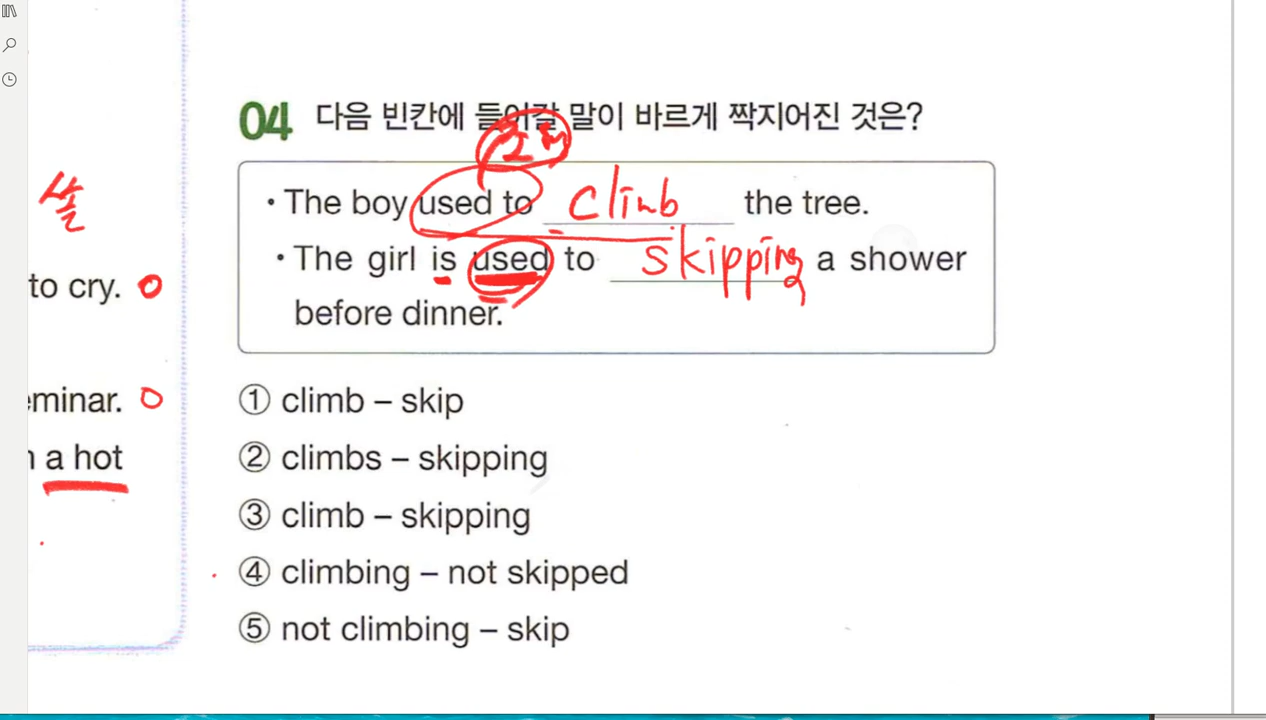 04 다음 빈칸에 들어갈 말이 바르게 짝지어진 것은?
조
쏠
• The boy used to climb the tree.
• The girl is used to skipping a shower
before dinner.
to cry. O
eminar. O
a hot
① climb – skip
② climbs – skipping
③ climb – skipping
④ climbing – not skipped
⑤ not climbing – skip